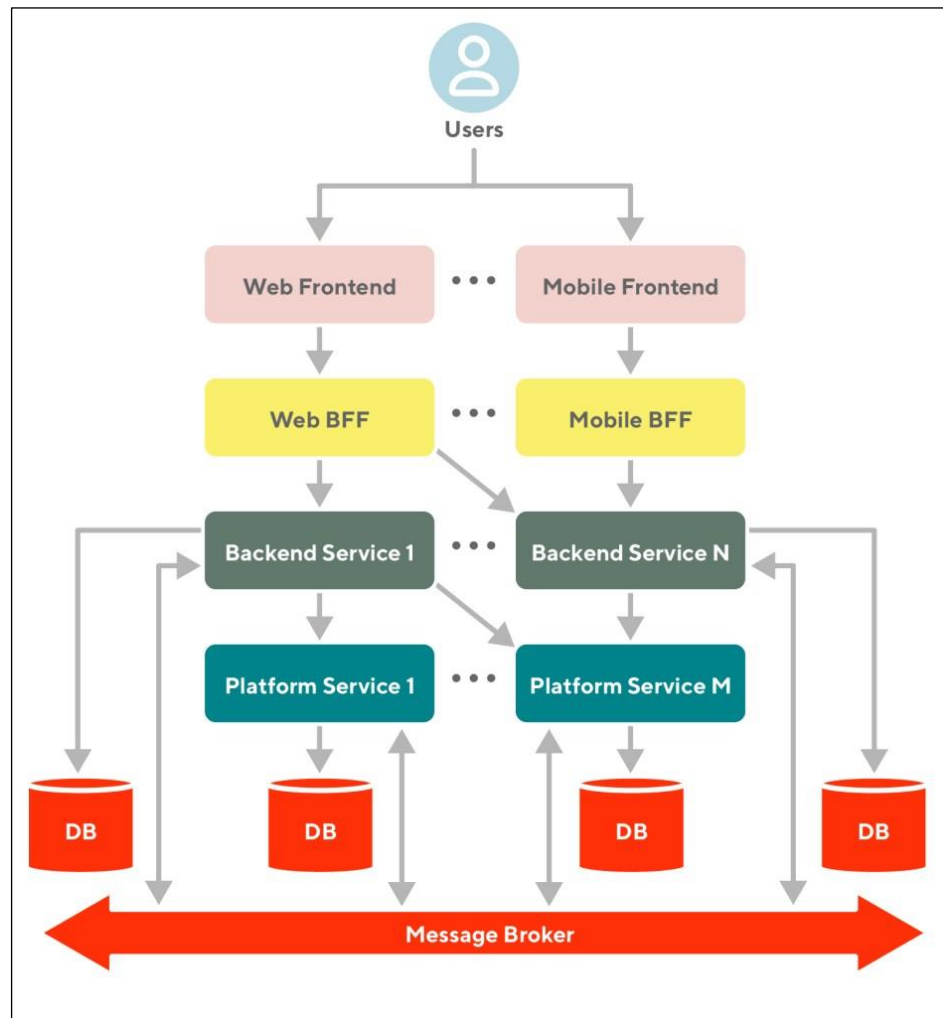 Users
Web Frontend
Mobile Frontend
Web BFF
Mobile BFF
Backend Service 1
Backend Service N
Platform Service 1
Platform Service M
DB
DB
DB
DB
Message Broker